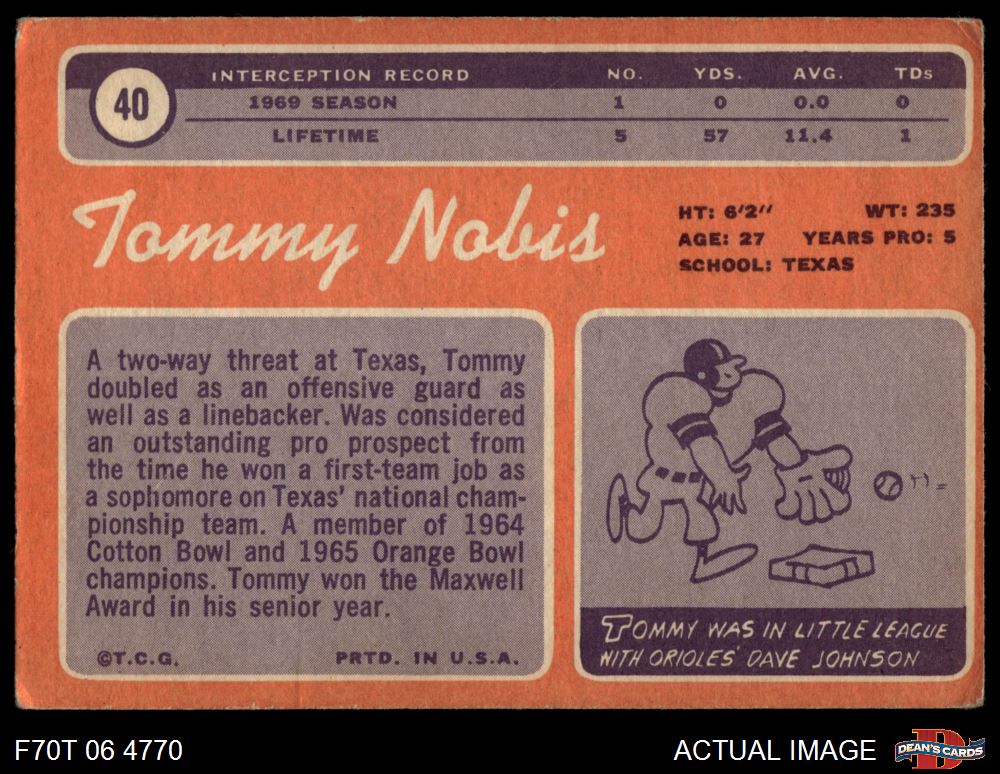 40
INTERCEPTION RECORD NO. YDS. AVG. TDs
1969 SEASON 1 0 0.0 0
LIFETIME 5 57 11.4 1
Tommy Nobis
HT: 6'2" WT: 235
AGE: 27 YEARS PRO: 5
SCHOOL: TEXAS
A two-way threat at Texas, Tommy
doubled as an offensive guard as
well as a linebacker. Was considered
an outstanding pro prospect from
the time he won a first-team job as
a sophomore on Texas' national cham-
pionship team. A member of 1964
Cotton Bowl and 1965 Orange Bowl
champions. Tommy won the Maxwell
Award in his senior year.
©T.C.G. PRTD. IN U.S.A.
TOMMY WAS IN LITTLE LEAGUE
WITH ORIOLES' DAVE JOHNSON
F70T 06 4770
ACTUAL IMAGE
D
DEAN'S CARDS